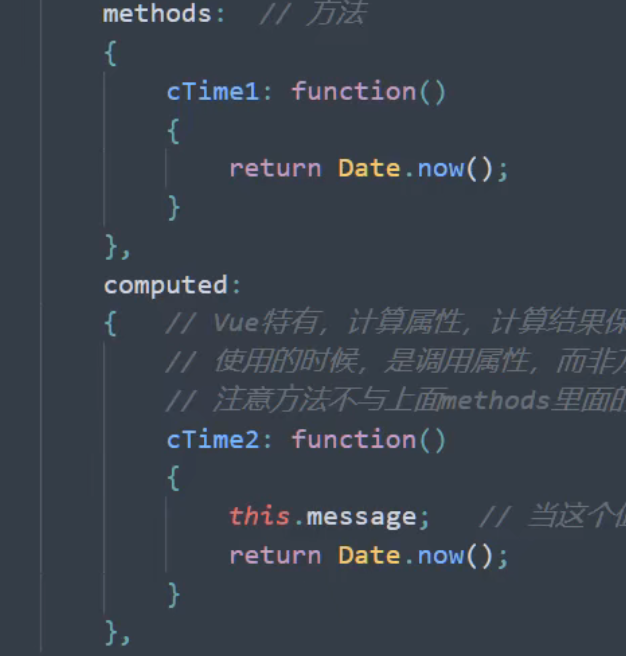 methods:  // 方法
{
cTime1: function()
{
return Date.now();
}
},
computed:
{   // Vue特有，计算属性，计算结果保
// 使用的时候，是调用属性，而非
// 注意方法不与上面methods里面的
cTime2: function()
{
this.message;   // 当这个
return Date.now();
}
},